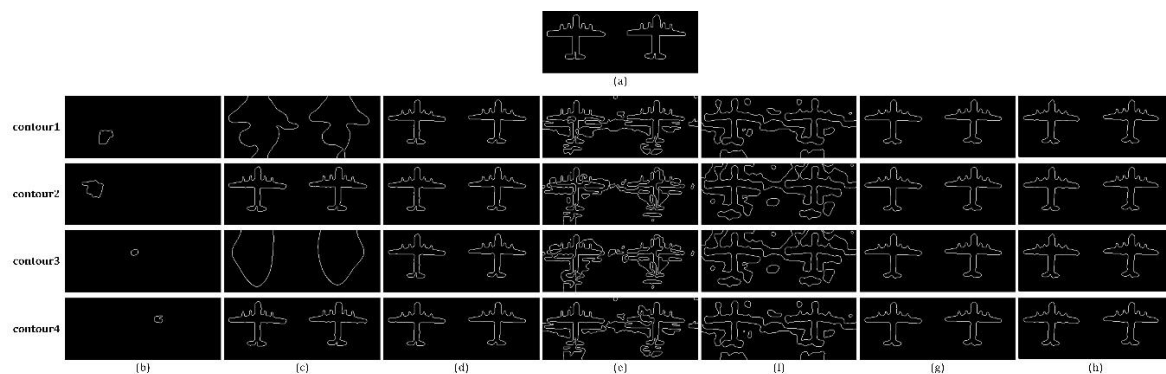 (a)
contour1
contour2
contour3
contour4
(b) (c) (d) (e) (f) (g) (h)